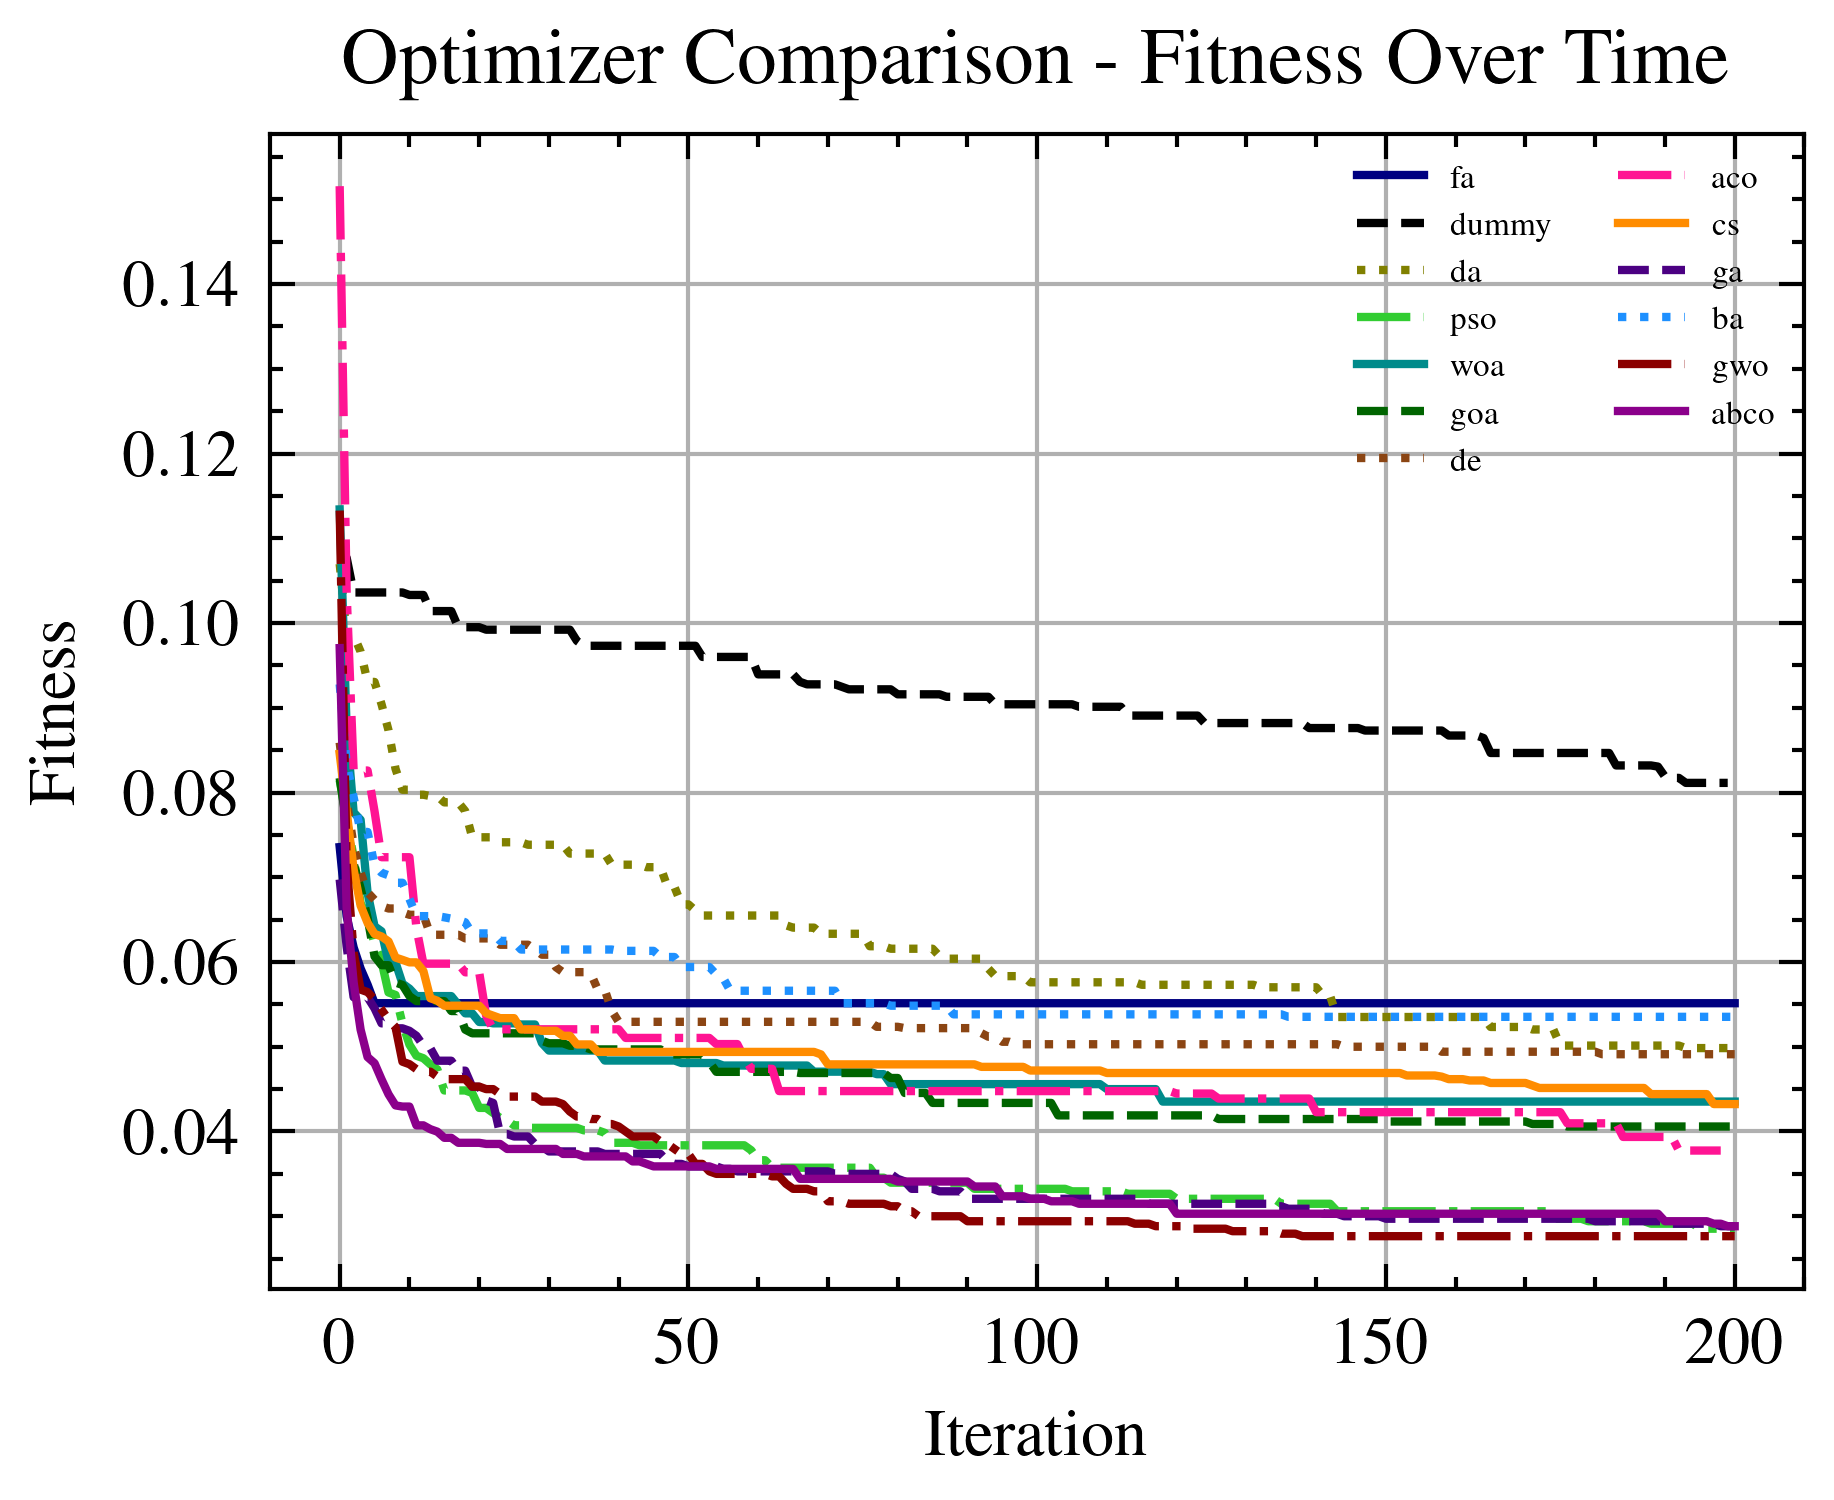 Optimizer Comparison - Fitness Over Time
fa
dummy
da
pso
woa
goa
de
aco
cs
ga
ba
gwo
abco
0.14
0.12
0.10
0.08
0.06
0.04
Fitness
0
50
100
150
200
Iteration